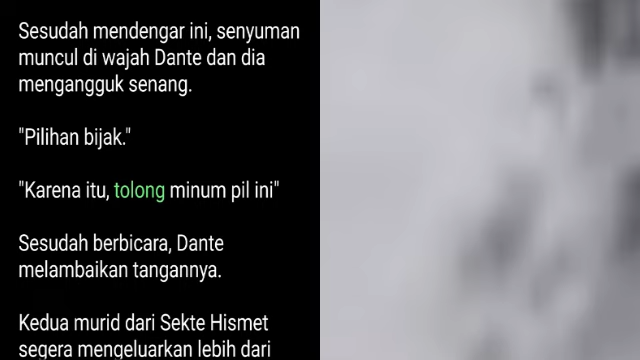 Sesudah mendengar ini, senyuman
muncul di wajah Dante dan dia
mengangguk senang.
"Pilihan bijak."
"Karena itu, tolong minum pil ini"
Sesudah berbicara, Dante
melambaikan tangannya.
Kedua murid dari Sekte Hismet
segera mengeluarkan lebih dari